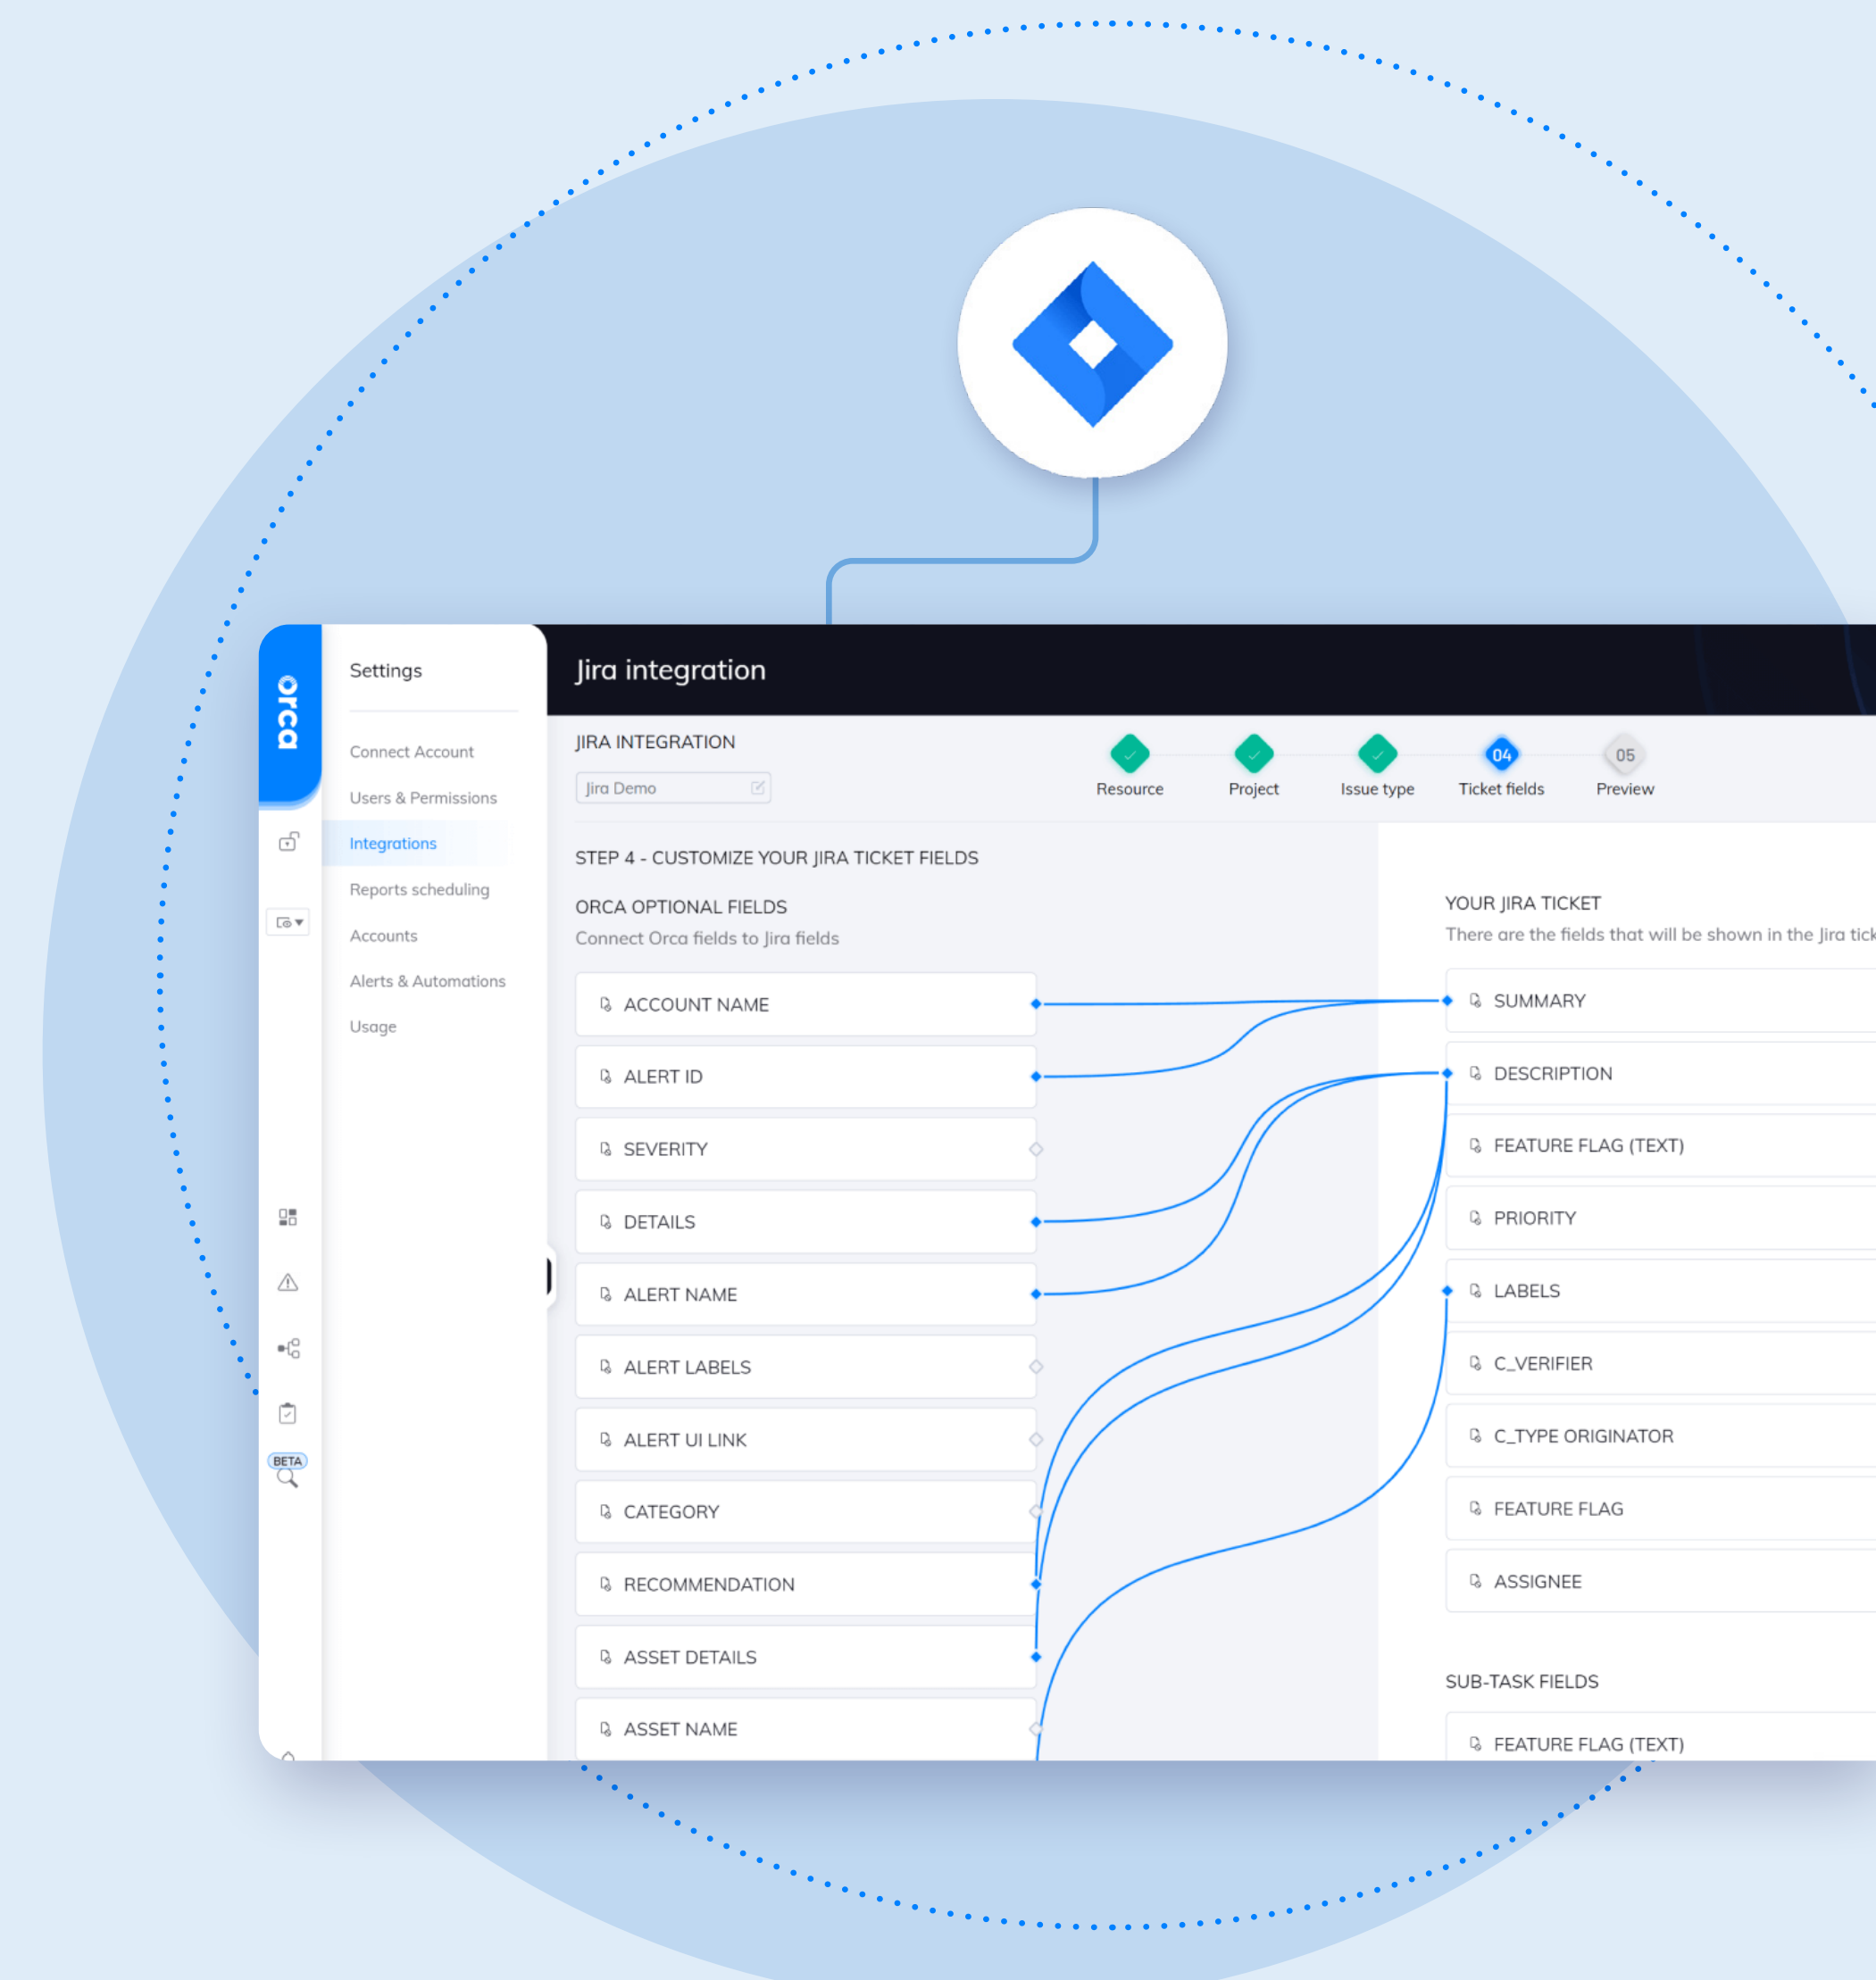 orca
Settings
Connect Account
Users & Permissions
Integrations
Reports scheduling
Accounts
Alerts & Automations
Usage
BETA
Jira integration
JIRA INTEGRATION
Jira Demo
Resource
Project
Issue type
04
Ticket fields
05
Preview
STEP 4 - CUSTOMIZE YOUR JIRA TICKET FIELDS
ORCA OPTIONAL FIELDS
Connect Orca fields to Jira fields
ACCOUNT NAME
ALERT ID
SEVERITY
DETAILS
ALERT NAME
ALERT LABELS
ALERT UI LINK
CATEGORY
RECOMMENDATION
ASSET DETAILS
ASSET NAME
YOUR JIRA TICKET
There are the fields that will be shown in the Jira tick
SUMMARY
DESCRIPTION
FEATURE FLAG (TEXT)
PRIORITY
LABELS
C_VERIFIER
C_TYPE ORIGINATOR
FEATURE FLAG
ASSIGNEE
SUB-TASK FIELDS
FEATURE FLAG (TEXT)